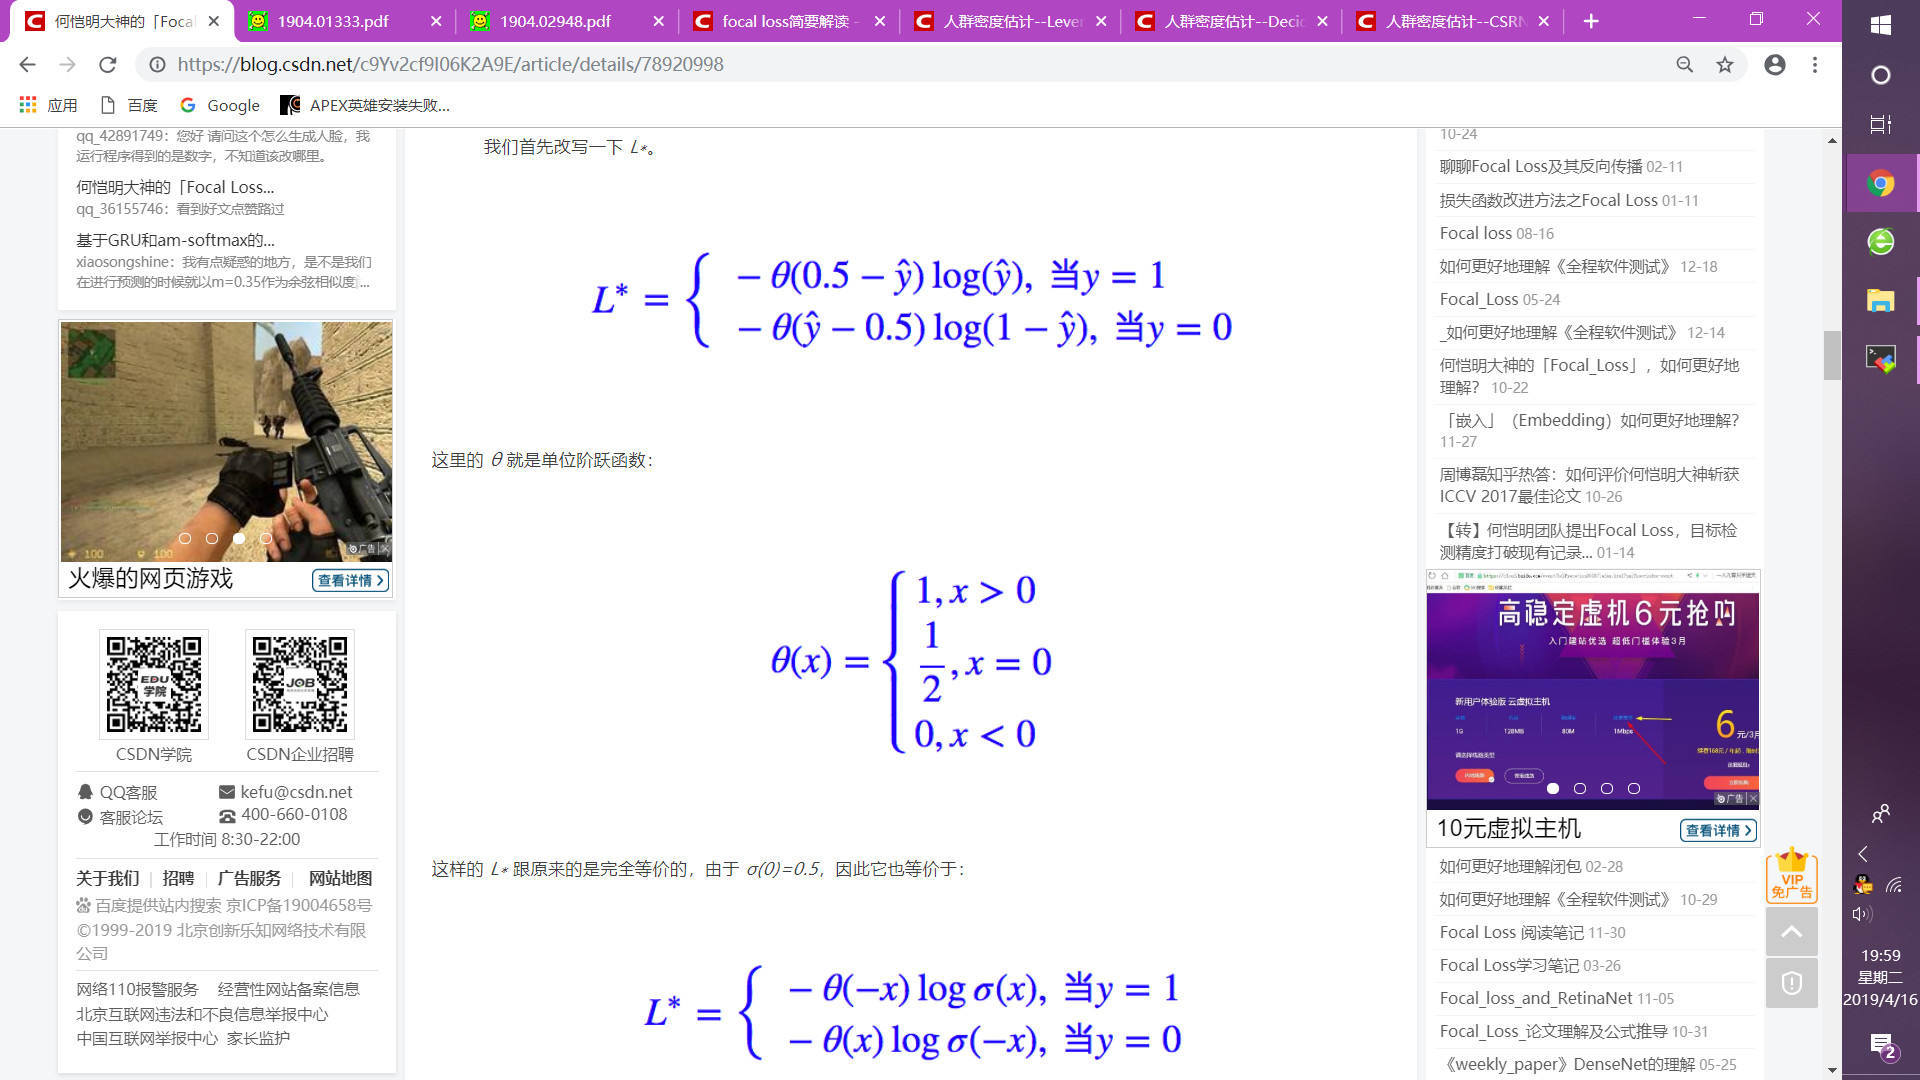 何恺明大神的「Focal
1904.01333.pdf
1904.02948.pdf
focal loss简要解读 -
人群密度估计--Lever
人群密度估计--Decid
人群密度估计--CSRN
https://blog.csdn.net/c9Yv2cf9I06K2A9E/article/details/78920998
应用
百度
Google
APEX英雄安装失败...
qq_42891749：您好 请问这个怎么生成人脸，我
运行程序得到的是数字，不知道该改哪里。
何恺明大神的「Focal Loss...
qq_36155746：看到好文点赞路过
基于GRU和am-softmax的...
xiaosongshine：我有点疑惑的地方，是不是我们
在进行预测的时候就以m=0.35作为余弦相似度 ...
100
100
广告
火爆的网页游戏
查看详情 >
EDU
学院
JOB
CSDN学院
CSDN企业招聘
QQ客服
kefu@csdn.net
客服论坛
400-660-0108
工作时间 8:30-22:00
关于我们 | 招聘 | 广告服务 | 网站地图
百度提供站内搜索 京ICP备19004658号
©1999-2019 北京创新乐知网络技术有限
公司
网络110报警服务
经营性网站备案信息
北京互联网违法和不良信息举报中心
中国互联网举报中心 家长监护
我们首先改写一下 L*。
L* = { −θ(0.5 − ŷ) log(ŷ), 当y = 1
−θ(ŷ − 0.5) log(1 − ŷ), 当y = 0
这里的 θ 就是单位阶跃函数：
θ(x) = { 1, x > 0
1/2, x = 0
0, x < 0
这样的 L* 跟原来的是完全等价的，由于 σ(0)=0.5，因此它也等价于：
L* = { −θ(−x) log σ(x), 当y = 1
−θ(x) log σ(−x), 当y = 0
10-24
聊聊Focal Loss及其反向传播 02-11
损失函数改进方法之Focal Loss 01-11
Focal loss 08-16
如何更好地理解《全程软件测试》 12-18
Focal_Loss 05-24
_如何更好地理解《全程软件测试》 12-14
何恺明大神的「Focal_Loss」，如何更好地
理解？ 10-22
「嵌入」（Embedding）如何更好地理解？
11-27
周博磊知乎热答：如何评价何恺明大神斩获
ICCV 2017最佳论文 10-26
【转】何恺明团队提出Focal Loss，目标检
测精度打破现有记录... 01-14
高稳定虚机6元抢购
入门建站优选 超低门槛体验3月
新用户体验版 云虚拟主机
1G
128MB
80M
1Mbps
6元/3月
广告
10元虚拟主机
查看详情 >
如何更好地理解闭包 02-28
如何更好地理解《全程软件测试》 10-29
Focal Loss 阅读笔记 11-30
Focal Loss学习笔记 03-26
Focal_loss_and_RetinaNet 11-05
Focal_Loss_论文理解及公式推导 10-31
《weekly_paper》DenseNet的理解 05-25
VIP
免广告
19:59
星期二
2019/4/16
2